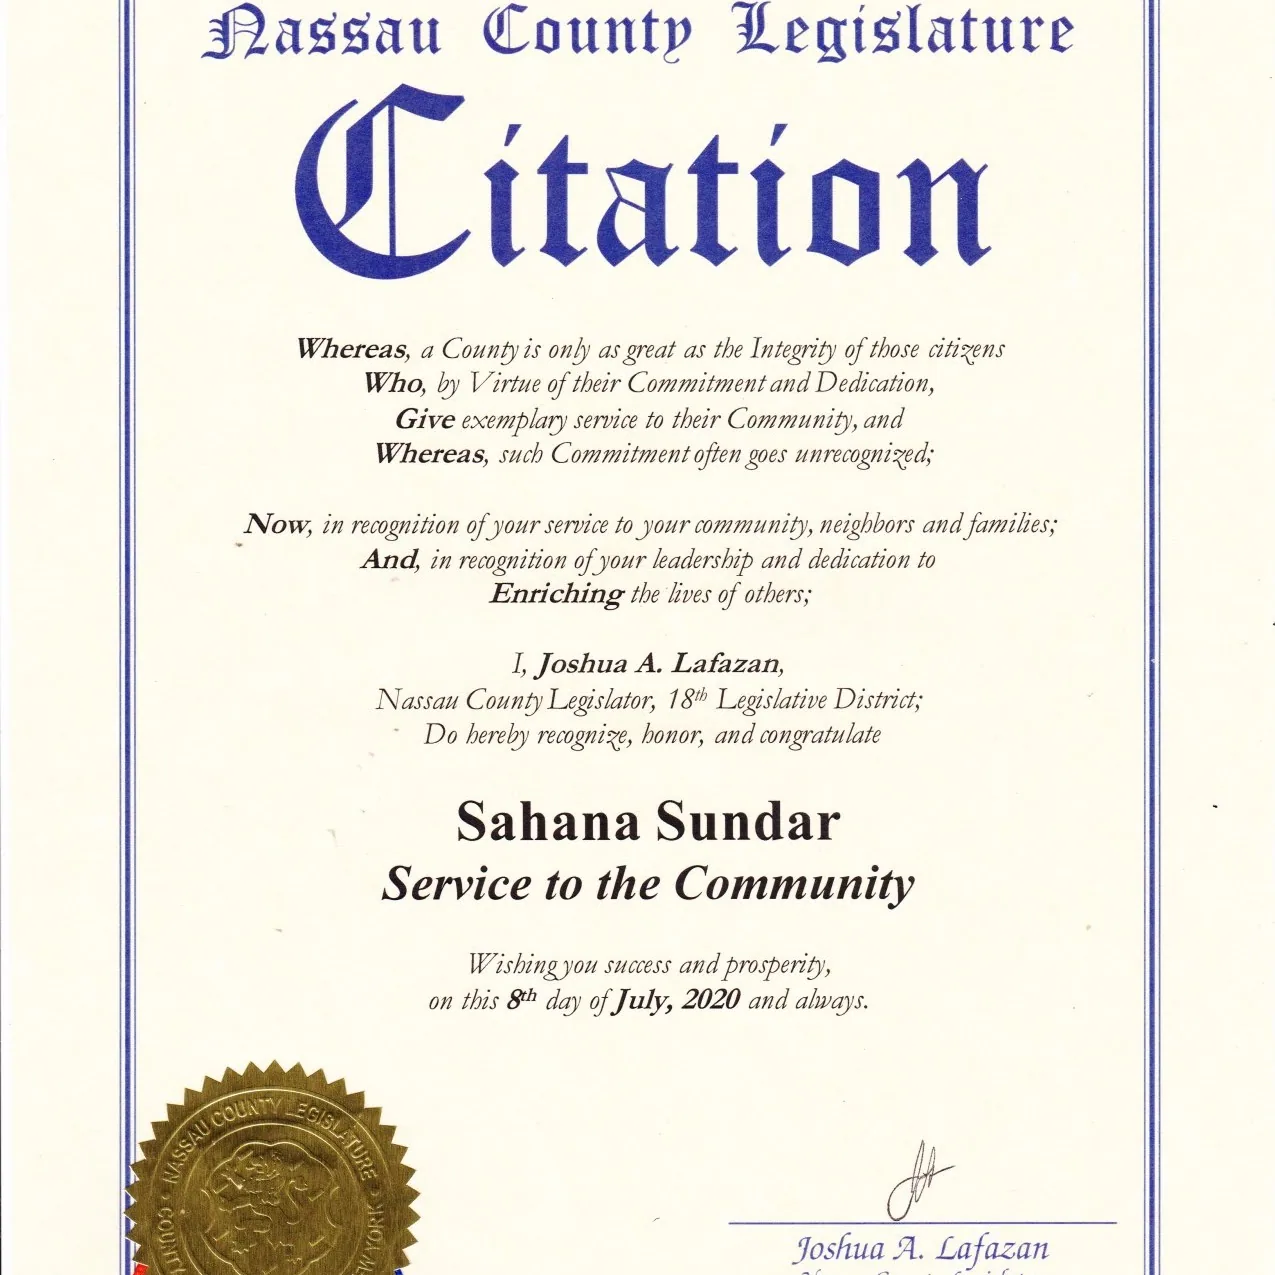 Nassau County Legislature
Citation
Whereas, a County is only as great as the Integrity of those citizens
Who, by Virtue of their Commitment and Dedication,
Give exemplary service to their Community, and
Whereas, such Commitment often goes unrecognized;
Now, in recognition of your service to your community, neighbors and families;
And, in recognition of your leadership and dedication to
Enriching the lives of others;
I, Joshua A. Lafazan,
Nassau County Legislator, 18th Legislative District;
Do hereby recognize, honor, and congratulate
Sahana Sundar
Service to the Community
Wishing you success and prosperity,
on this 8th day of July, 2020 and always.
NASSAU COUNTY LEGISLATURE
COUNTY
Joshua A. Lafazan